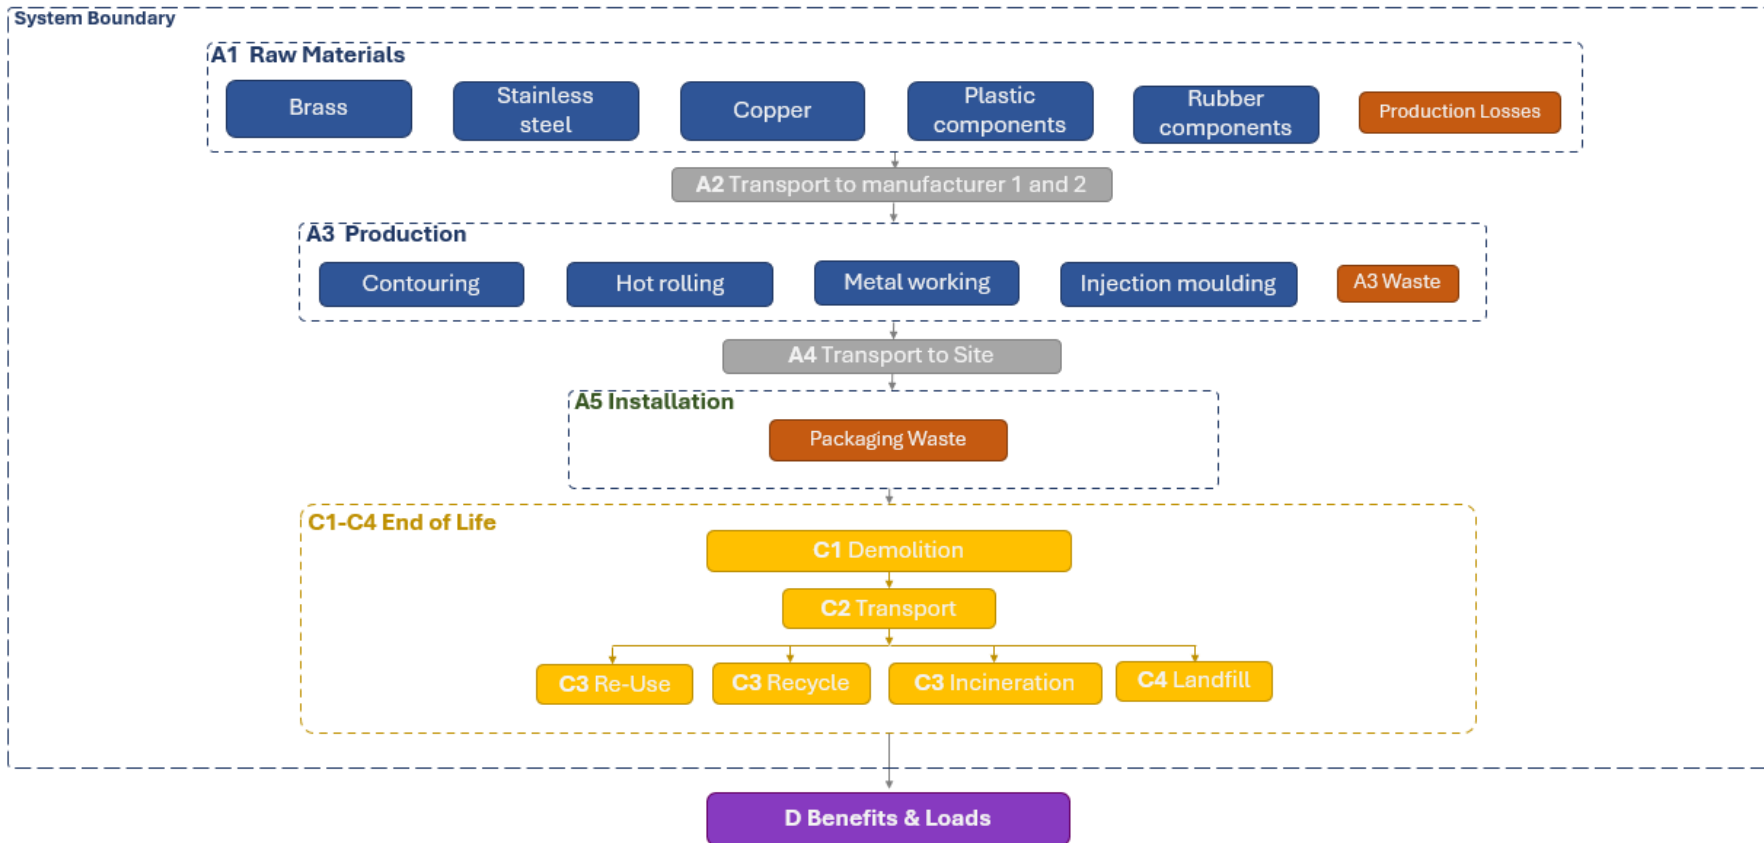 System Boundary
A1 Raw Materials
Brass
Stainless
steel
Copper
Plastic
components
Rubber
components
Production Losses
A2 Transport to manufacturer 1 and 2
A3 Production
Contouring
Hot rolling
Metal working
Injection moulding
A3 Waste
A4 Transport to Site
A5 Installation
Packaging Waste
C1-C4 End of Life
C1 Demolition
C2 Transport
C3 Re-Use
C3 Recycle
C3 Incineration
C4 Landfill
D Benefits & Loads